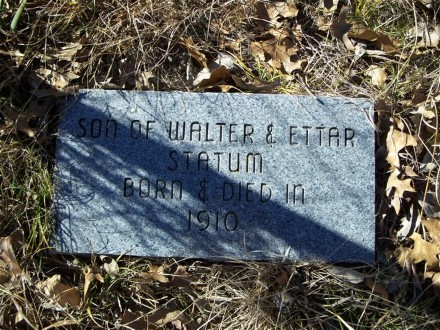 SON OF WALTER & ETTAR
STATUM
BORN & DIED IN
1910